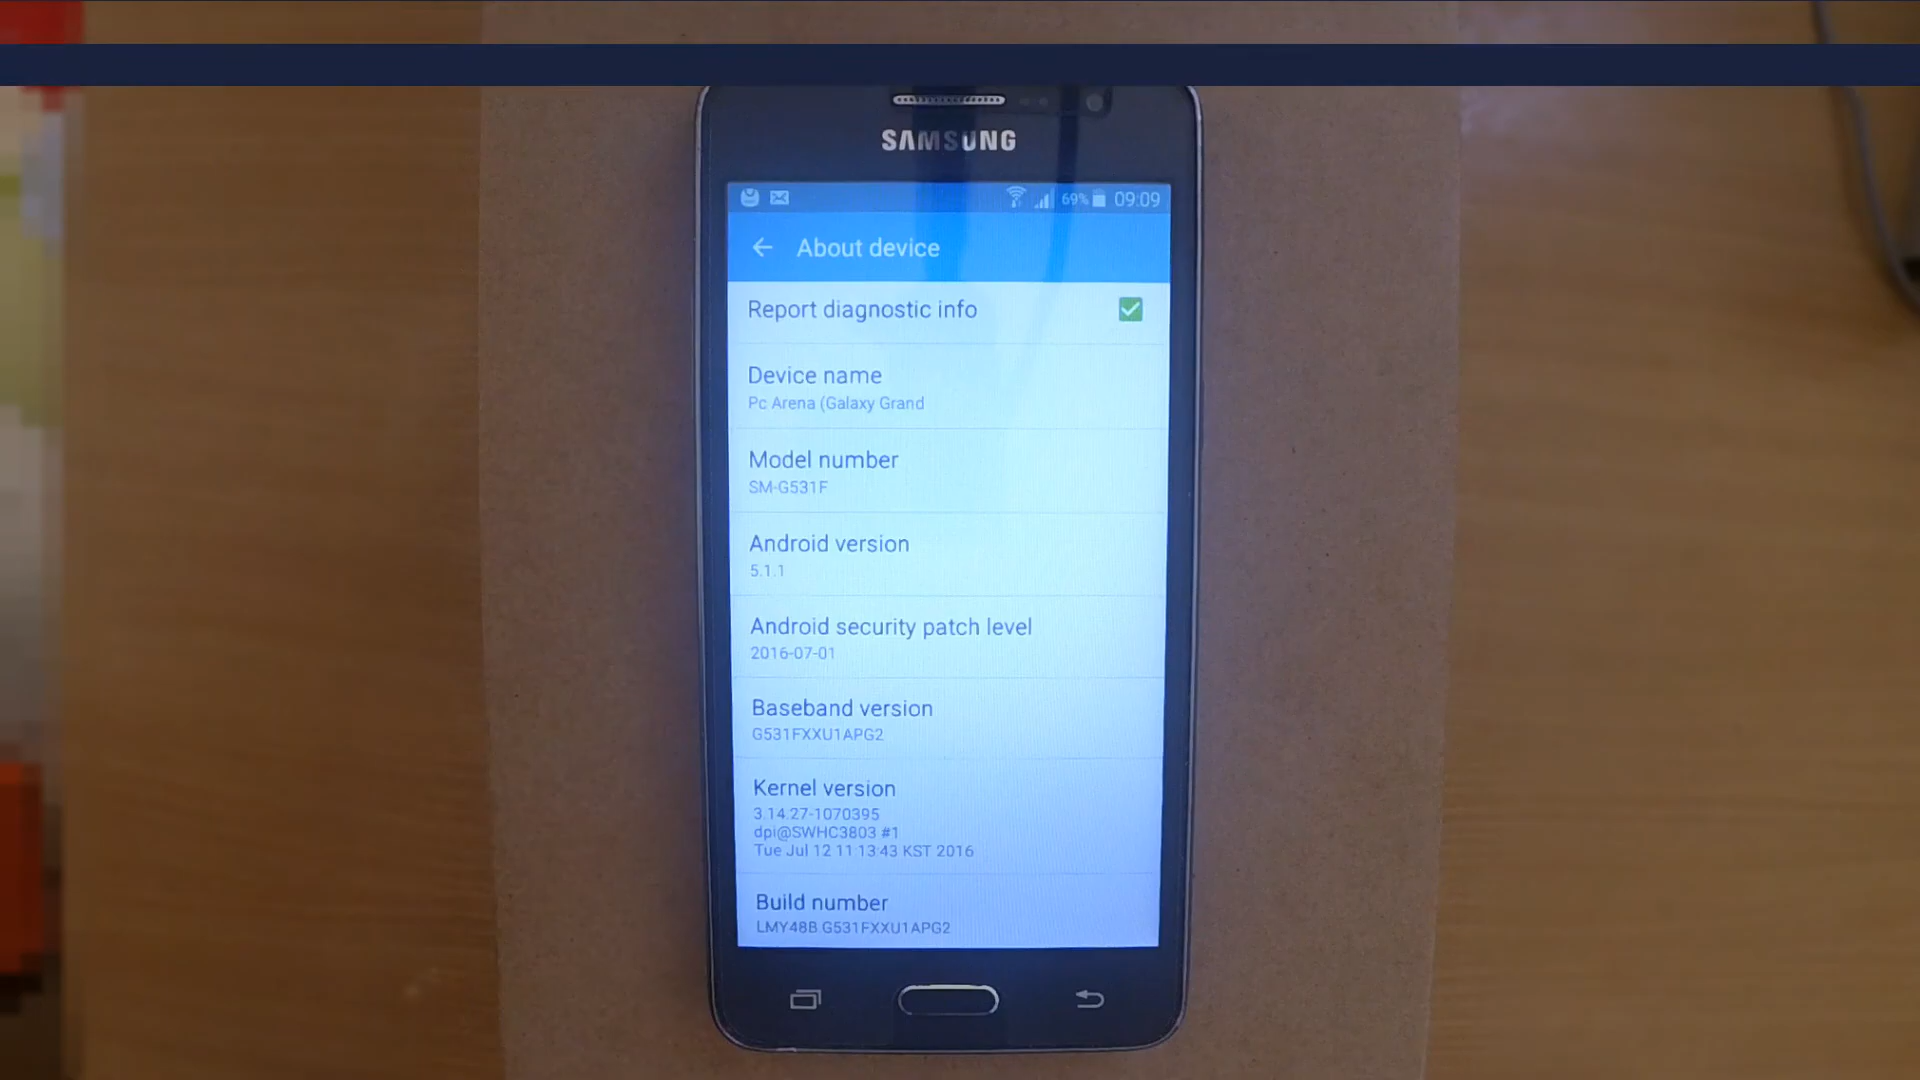 SAMSUNG
69% 09:09
About device
Report diagnostic info
Device name
Pc Arena (Galaxy Grand
Model number
SM-G531F
Android version
5.1.1
Android security patch level
2016-07-01
Baseband version
G531FXXU1APG2
Kernel version
3.14.27-1070395
dpi@SWHC3803 #1
Tue Jul 12 11:13:43 KST 2016
Build number
LMY48B.G531FXXU1APG2